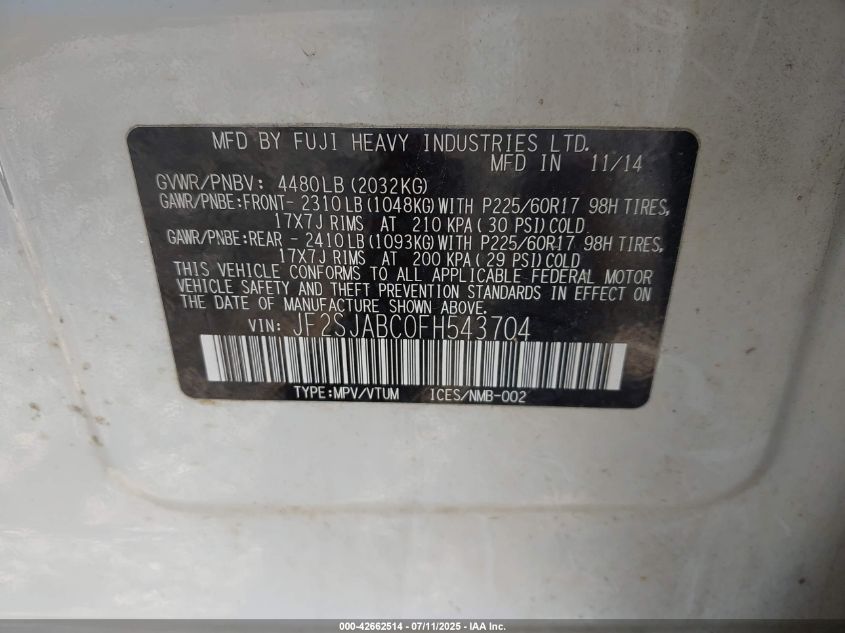 MFD BY FUJI HEAVY INDUSTRIES LTD.
MFD IN 11/14
GVWR/PNBV: 4480LB (2032KG)
GAWR/PNBE:FRONT- 2310LB (1048KG) WITH P225/60R17 98H TIRES,
17X7J RIMS AT 210 KPA ( 30 PSI) COLD.
GAWR/PNBE:REAR - 2410LB (1093KG) WITH P225/60R17 98H TIRES,
17X7J RIMS AT 200 KPA ( 29 PSI) COLD
THIS VEHICLE CONFORMS TO ALL APPLICABLE FEDERAL MOTOR
VEHICLE SAFETY AND THEFT PREVENTION STANDARDS IN EFFECT ON
THE DATE OF MANUFACTURE SHOWN ABOVE.
VIN: JF2SJABC0FH543704
TYPE:MPV/VTUM ICES/NMB-002
000-42662514 - 07/11/2025 - IAA Inc.